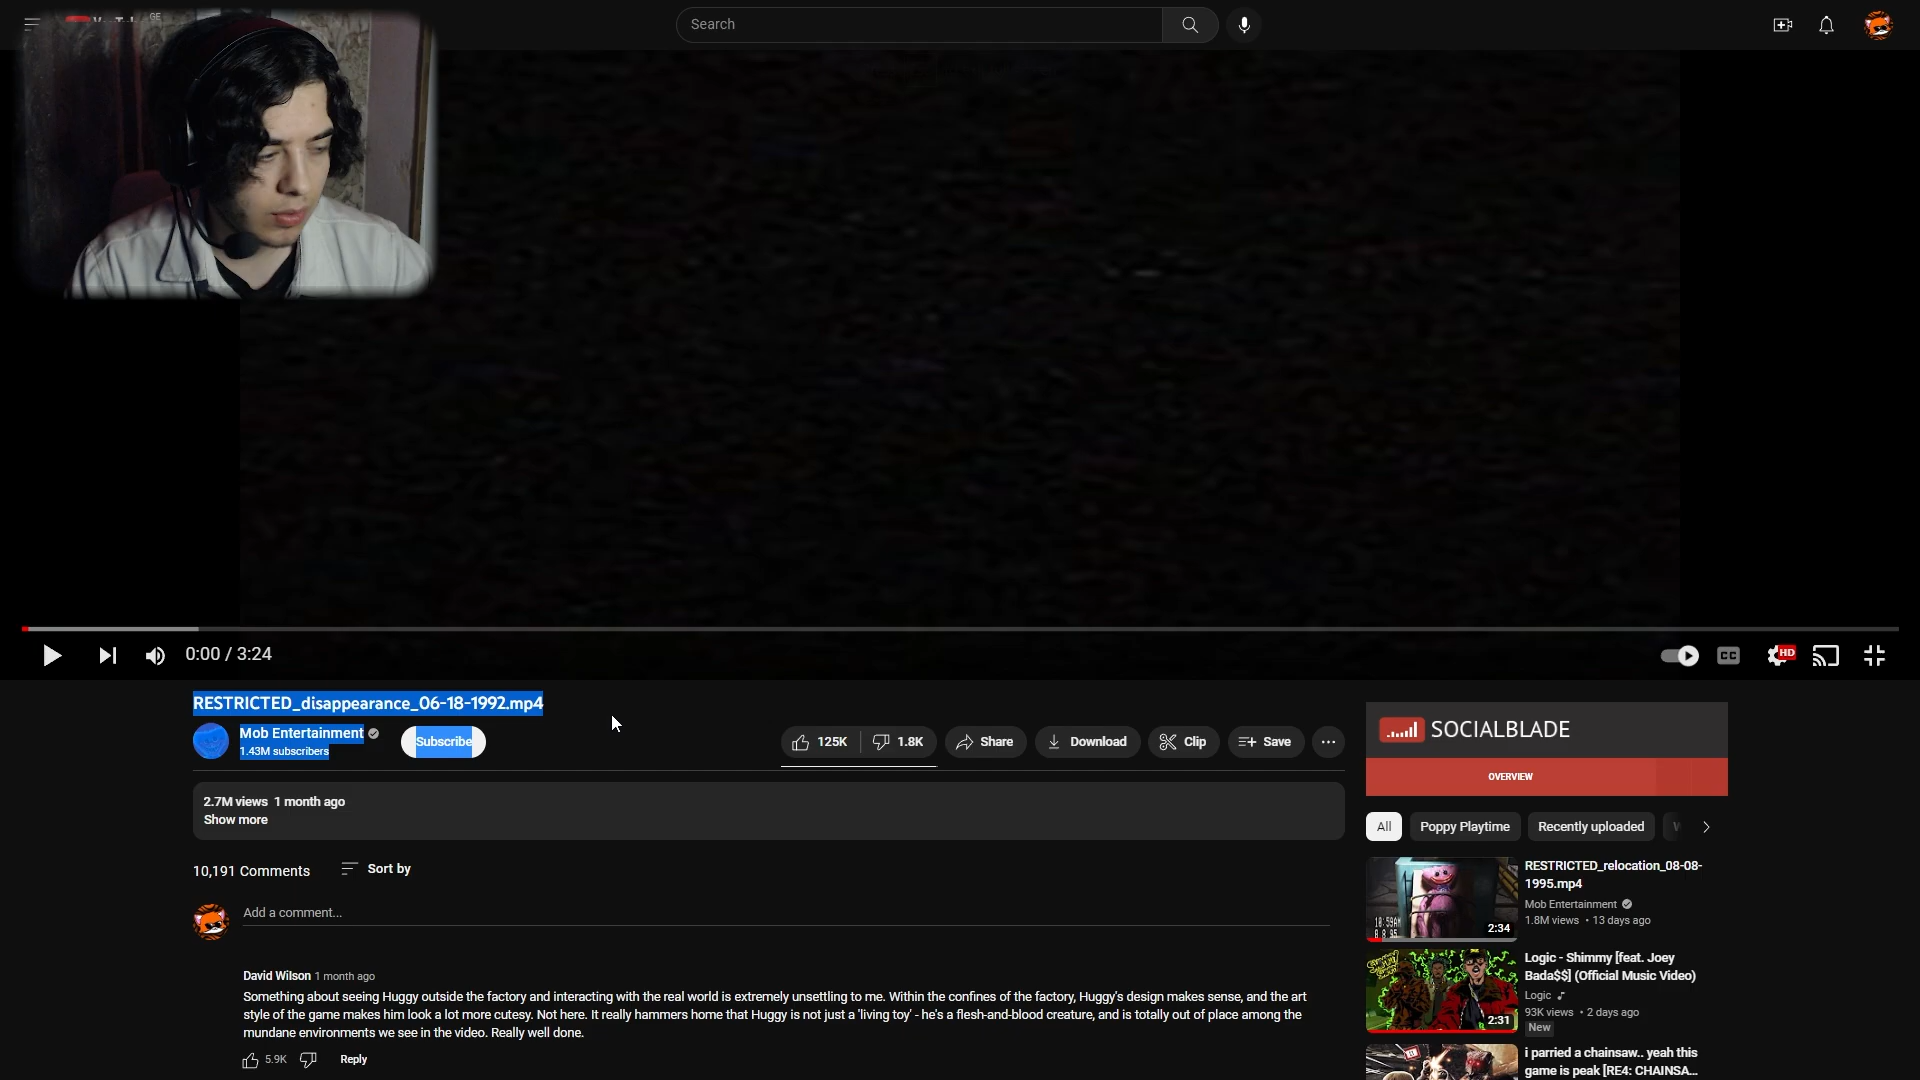 GE
Search
0:00 / 3:24
CC
HD
RESTRICTED_disappearance_06-18-1992.mp4
Mob Entertainment
1.43M subscribers
Subscribe
125K
1.8K
Share
Download
Clip
Save
2.7M views 1 month ago
Show more
10,191 Comments
Sort by
Add a comment...
David Wilson 1 month ago
Something about seeing Huggy outside the factory and interacting with the real world is extremely unsettling to me. Within the confines of the factory, Huggy's design makes sense, and the art
style of the game makes him look a lot more cutesy. Not here. It really hammers home that Huggy is not just a 'living toy' - he's a flesh-and-blood creature, and is totally out of place among the
mundane environments we see in the video. Really well done.
5.9K
Reply
SOCIALBLADE
OVERVIEW
All
Poppy Playtime
Recently uploaded
10:59AM
8 8 95
2:34
RESTRICTED_relocation_08-08-
1995.mp4
Mob Entertainment
1.8M views • 13 days ago
2:31
Logic - Shimmy [feat. Joey
Bada$$] (Official Music Video)
Logic
93K views • 2 days ago
New
i parried a chainsaw.. yeah this
game is peak [RE4: CHAINSA...